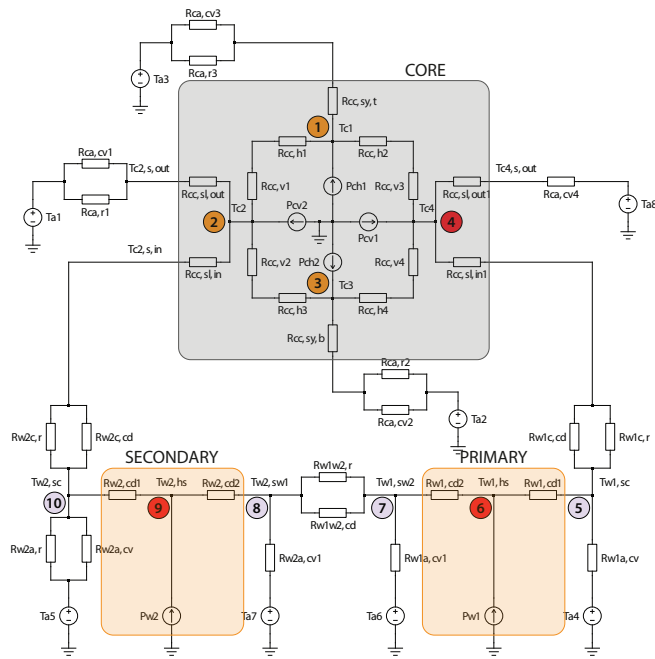 Rca, cv3
Ta3
Rca, r3
CORE
Rcc, sy, t
Tc1
1
Rcc, h1
Rcc, h2
Rca, cv1
Tc2, s, out
Tc4, s, out
Rcc, sl, out
Rcc, v1
Pch1
Rcc, v3
Rcc, sl, out1
Rca, r1
Rca, cv4
Ta1
Tc2
Pcv2
Tc4
Ta8
2
4
Pcv1
Tc2, s, in
Rcc, v2
Pch2
Rcc, v4
Rcc, sl, in
3
Tc3
Rcc, sl, in1
Rcc, h3
Rcc, h4
Rcc, sy, b
Rca, r2
Rca, cv2
Ta2
Rw2c, r
Rw2c, cd
Rw1c, cd
Rw1c, r
SECONDARY
PRIMARY
Tw2, sc
Rw2, cd1
Tw2, hs
Rw2, cd2
Tw2, sw1
Rw1w2, r
Tw1, sw2
Rw1, cd2
Tw1, hs
Rw1, cd1
Tw1, sc
10
9
8
7
6
5
Rw1w2, cd
Rw2a, r
Rw2a, cv
Rw2a, cv1
Rw1a, cv1
Rw1a, cv
Ta5
Pw2
Ta7
Ta6
Pw1
Ta4